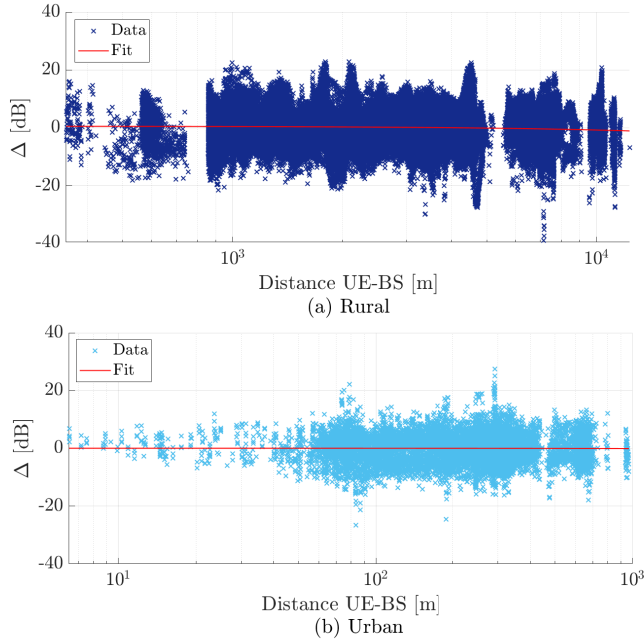 40
20
0
-20
-40
Δ [dB]
Data
Fit
10^3
10^4
Distance UE-BS [m]
(a) Rural
40
20
0
-20
-40
Δ [dB]
Data
Fit
10^1
10^2
10^3
Distance UE-BS [m]
(b) Urban